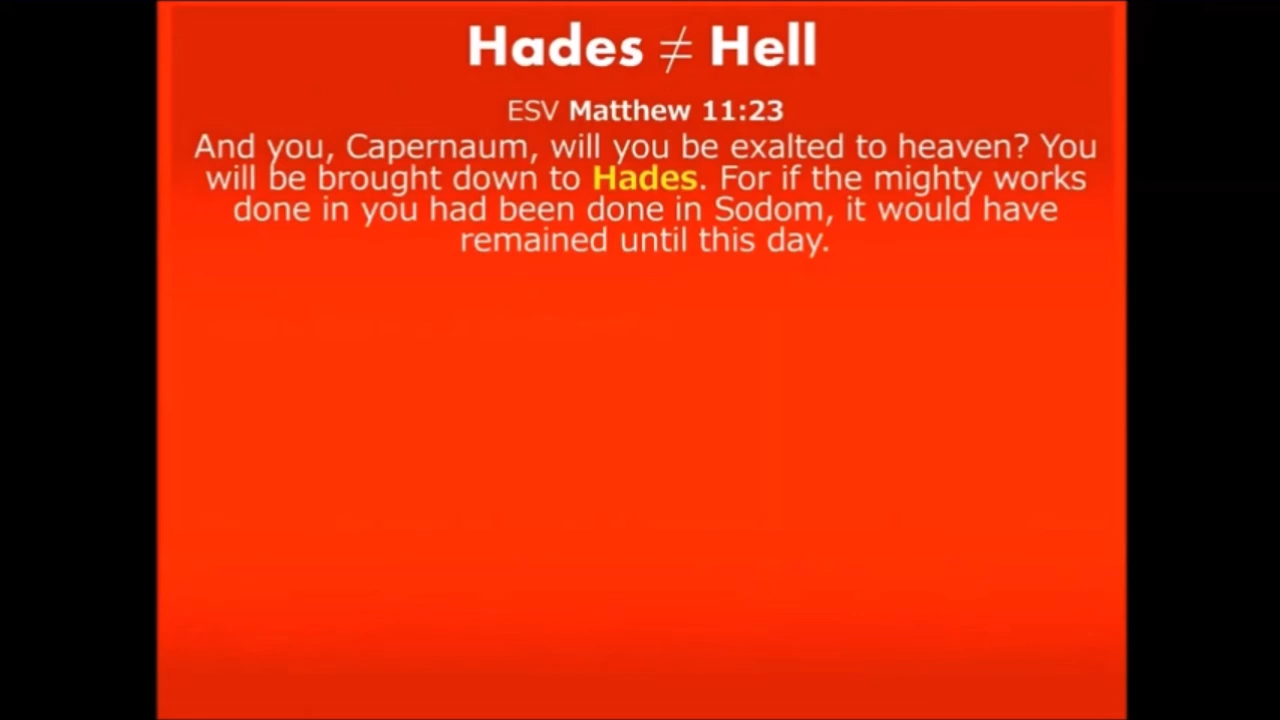 Hades ≠ Hell
ESV Matthew 11:23
And you, Capernaum, will you be exalted to heaven? You
will be brought down to Hades. For if the mighty works
done in you had been done in Sodom, it would have
remained until this day.